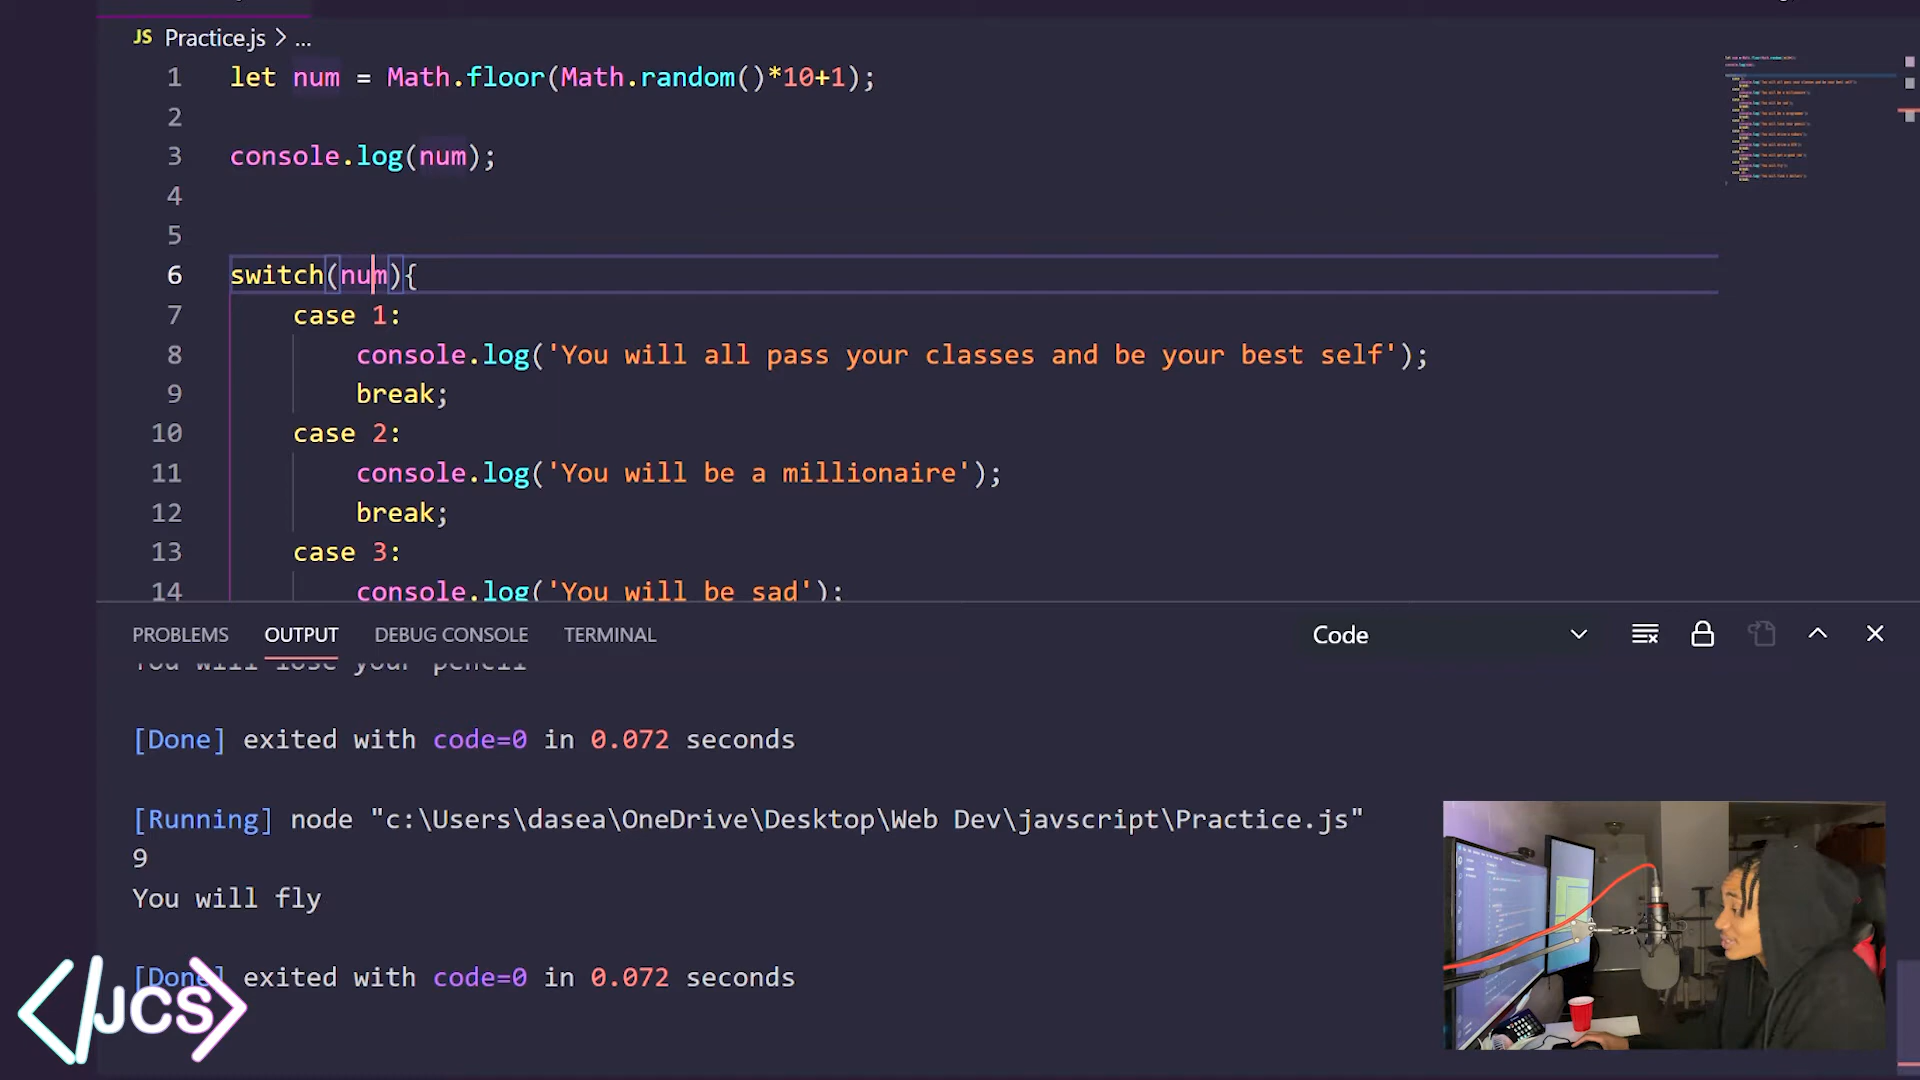 JS Practice.js > ...
1 let num = Math.floor(Math.random()*10+1);
2
3 console.log(num);
4
5
6 switch(num){
7 case 1:
8 console.log('You will all pass your classes and be your best self');
9 break;
10 case 2:
11 console.log('You will be a millionaire');
12 break;
13 case 3:
14 console.log('You will be sad');
PROBLEMS OUTPUT DEBUG CONSOLE TERMINAL Code
You will lose your pencil
[Done] exited with code=0 in 0.072 seconds
[Running] node "c:\Users\dasea\OneDrive\Desktop\Web Dev\javscript\Practice.js"
9
You will fly
[Done] exited with code=0 in 0.072 seconds
</JCS>